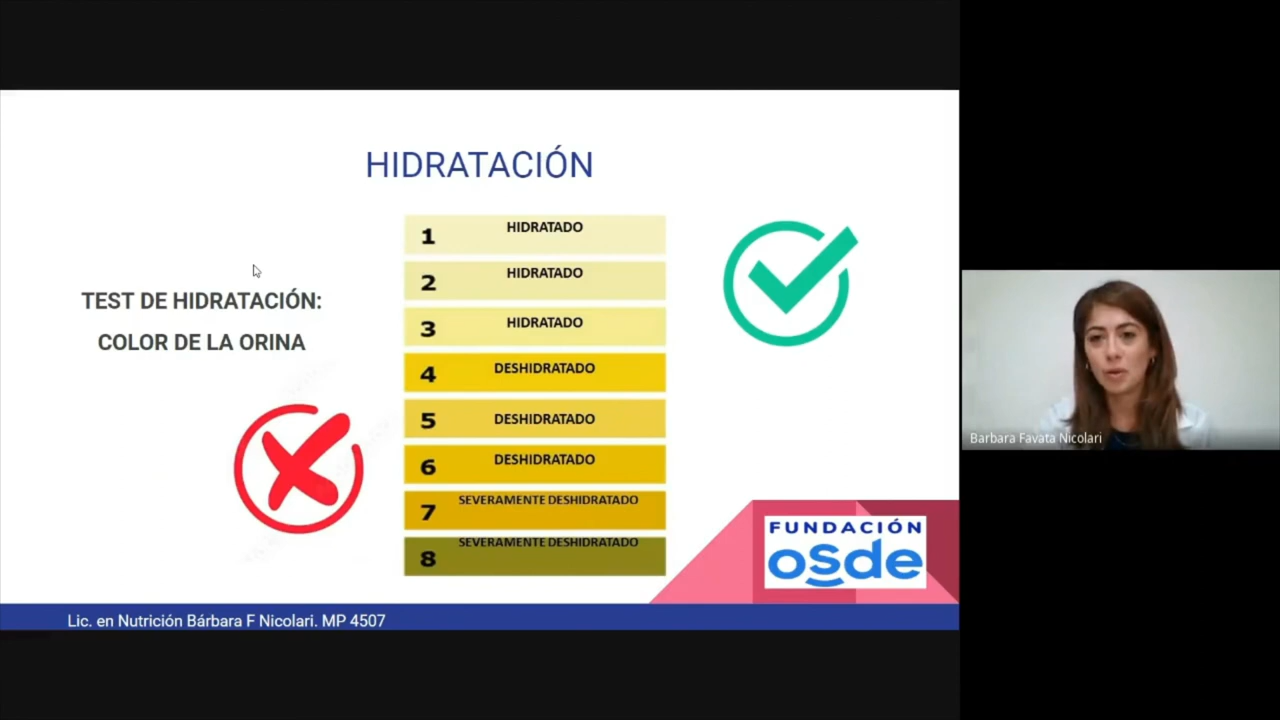 HIDRATACIÓN
TEST DE HIDRATACIÓN:
COLOR DE LA ORINA
1 HIDRATADO
2 HIDRATADO
3 HIDRATADO
4 DESHIDRATADO
5 DESHIDRATADO
6 DESHIDRATADO
7 SEVERAMENTE DESHIDRATADO
8 SEVERAMENTE DESHIDRATADO
FUNDACIÓN
osde
Lic. en Nutrición Bárbara F Nicolari. MP 4507
Barbara Favata Nicolari